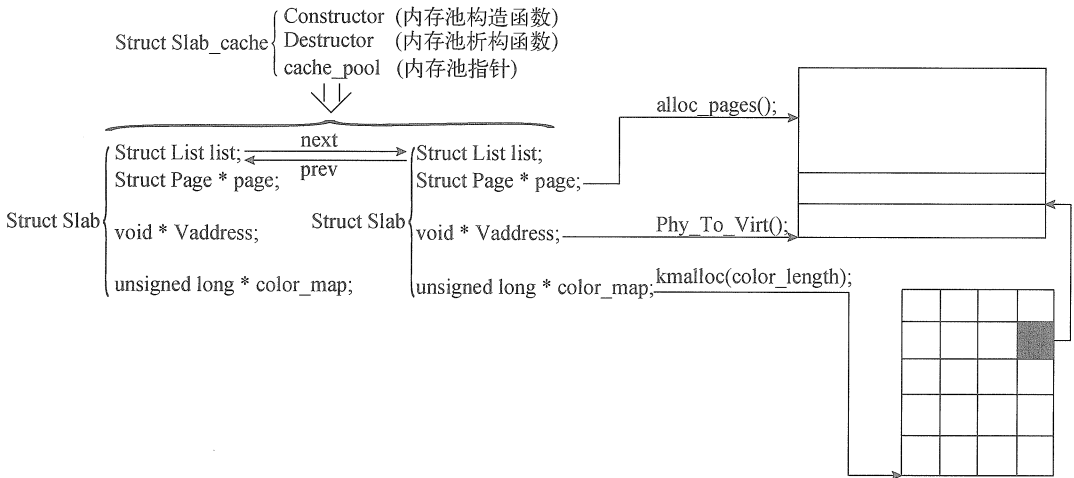 Struct Slab_cache
Constructor (内存池构造函数)
Destructor (内存池析构函数)
cache_pool (内存池指针)
alloc_pages();
next
prev
Struct Slab
Struct List list;
Struct Page * page;
void * Vaddress;
unsigned long * color_map;
Struct Slab
Struct List list;
Struct Page * page;
void * Vaddress;
unsigned long * color_map;
Phy_To_Virt();
kmalloc(color_length);